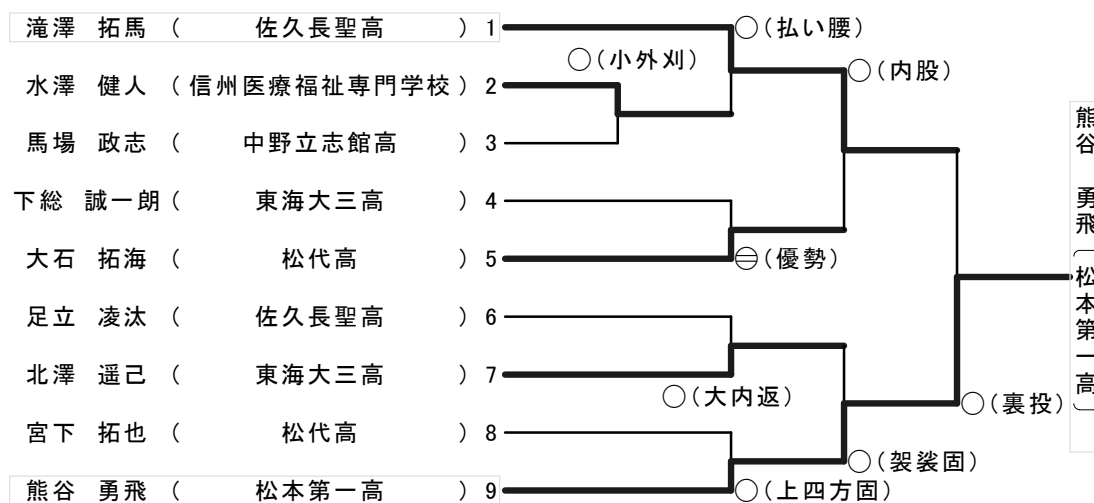 滝澤 拓馬 ( 佐久長聖高 ) 1
○(払い腰)
○(小外刈)
水澤 健人 (信州医療福祉専門学校) 2
○(内股)
馬場 政志 ( 中野立志館高 ) 3
下総 誠一朗 ( 東海大三高 ) 4
大石 拓海 ( 松代高 ) 5
㊀(優勢)
足立 凌汰 ( 佐久長聖高 ) 6
北澤 遥己 ( 東海大三高 ) 7
○(大内返)
○(裏投)
宮下 拓也 ( 松代高 ) 8
○(袈裟固)
熊谷 勇飛 ( 松本第一高 ) 9
○(上四方固)
熊谷 勇飛
(松本第一高)